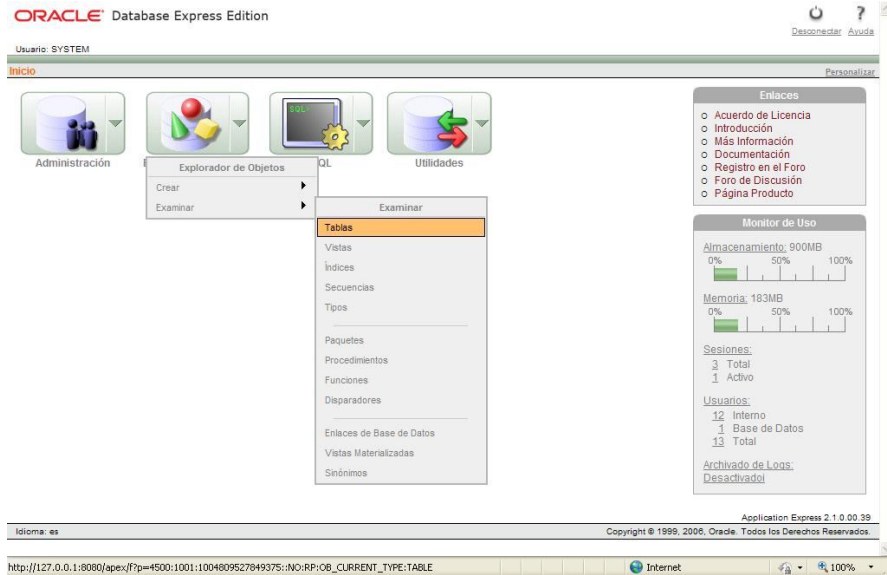 ORACLE Database Express Edition
Desconectar Ayuda
Usuario: SYSTEM
Inicio
Personalizar
SQL>
Administración
QL
Utilidades
Explorador de Objetos
Crear
Examinar
Examinar
Tablas
Vistas
Índices
Secuencias
Tipos
Paquetes
Procedimientos
Funciones
Disparadores
Enlaces de Base de Datos
Vistas Materializadas
Sinónimos
Enlaces
Acuerdo de Licencia
Introducción
Más Información
Documentación
Registro en el Foro
Foro de Discusión
Página Producto
Monitor de Uso
Almacenamiento: 900MB
0% 50% 100%
Memoria: 183MB
0% 50% 100%
Sesiones:
3 Total
1 Activo
Usuarios:
12 Interno
1 Base de Datos
13 Total
Archivado de Logs:
Desactivadoi
Application Express 2.1.0.00.39
Idioma: es
Copyright © 1999, 2006, Oracle. Todos los Derechos Reservados.
http://127.0.0.1:8080/apex/f?p=4500:1001:1004809527849375::NO:RP:OB_CURRENT_TYPE:TABLE
Internet
100%